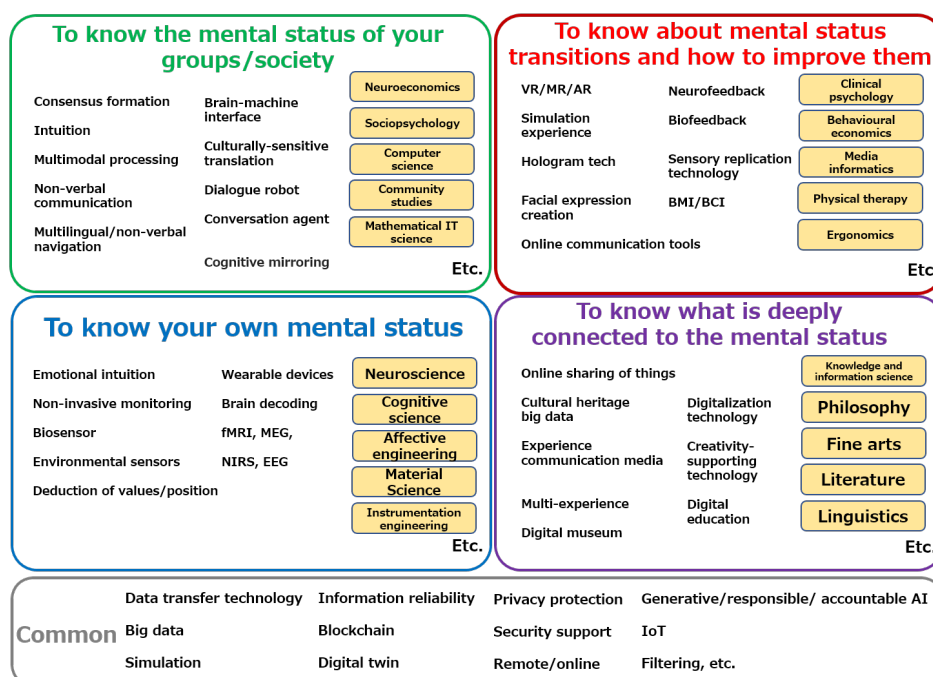 To know the mental status of your
groups/society
Consensus formation
Intuition
Multimodal processing
Non-verbal
communication
Multilingual/non-verbal
navigation
Brain-machine
interface
Culturally-sensitive
translation
Dialogue robot
Conversation agent
Cognitive mirroring
Neuroeconomics
Sociopsychology
Computer
science
Community
studies
Mathematical IT
science
Etc.
To know about mental status
transitions and how to improve them
VR/MR/AR
Simulation
experience
Hologram tech
Facial expression
creation
Online communication tools
Neurofeedback
Biofeedback
Sensory replication
technology
BMI/BCI
Clinical
psychology
Behavioural
economics
Media
informatics
Physical therapy
Ergonomics
Etc
To know your own mental status
Emotional intuition
Non-invasive monitoring
Biosensor
Environmental sensors
Deduction of values/position
Wearable devices
Brain decoding
fMRI, MEG,
NIRS, EEG
Neuroscience
Cognitive
science
Affective
engineering
Material
Science
Instrumentation
engineering
Etc.
To know what is deeply
connected to the mental status
Online sharing of things
Cultural heritage
big data
Experience
communication media
Multi-experience
Digital museum
Digitalization
technology
Creativity-
supporting
technology
Digital
education
Knowledge and
information science
Philosophy
Fine arts
Literature
Linguistics
Etc.
Common
Data transfer technology
Big data
Simulation
Information reliability
Blockchain
Digital twin
Privacy protection
Security support
Remote/online
Generative/responsible/ accountable AI
IoT
Filtering, etc.